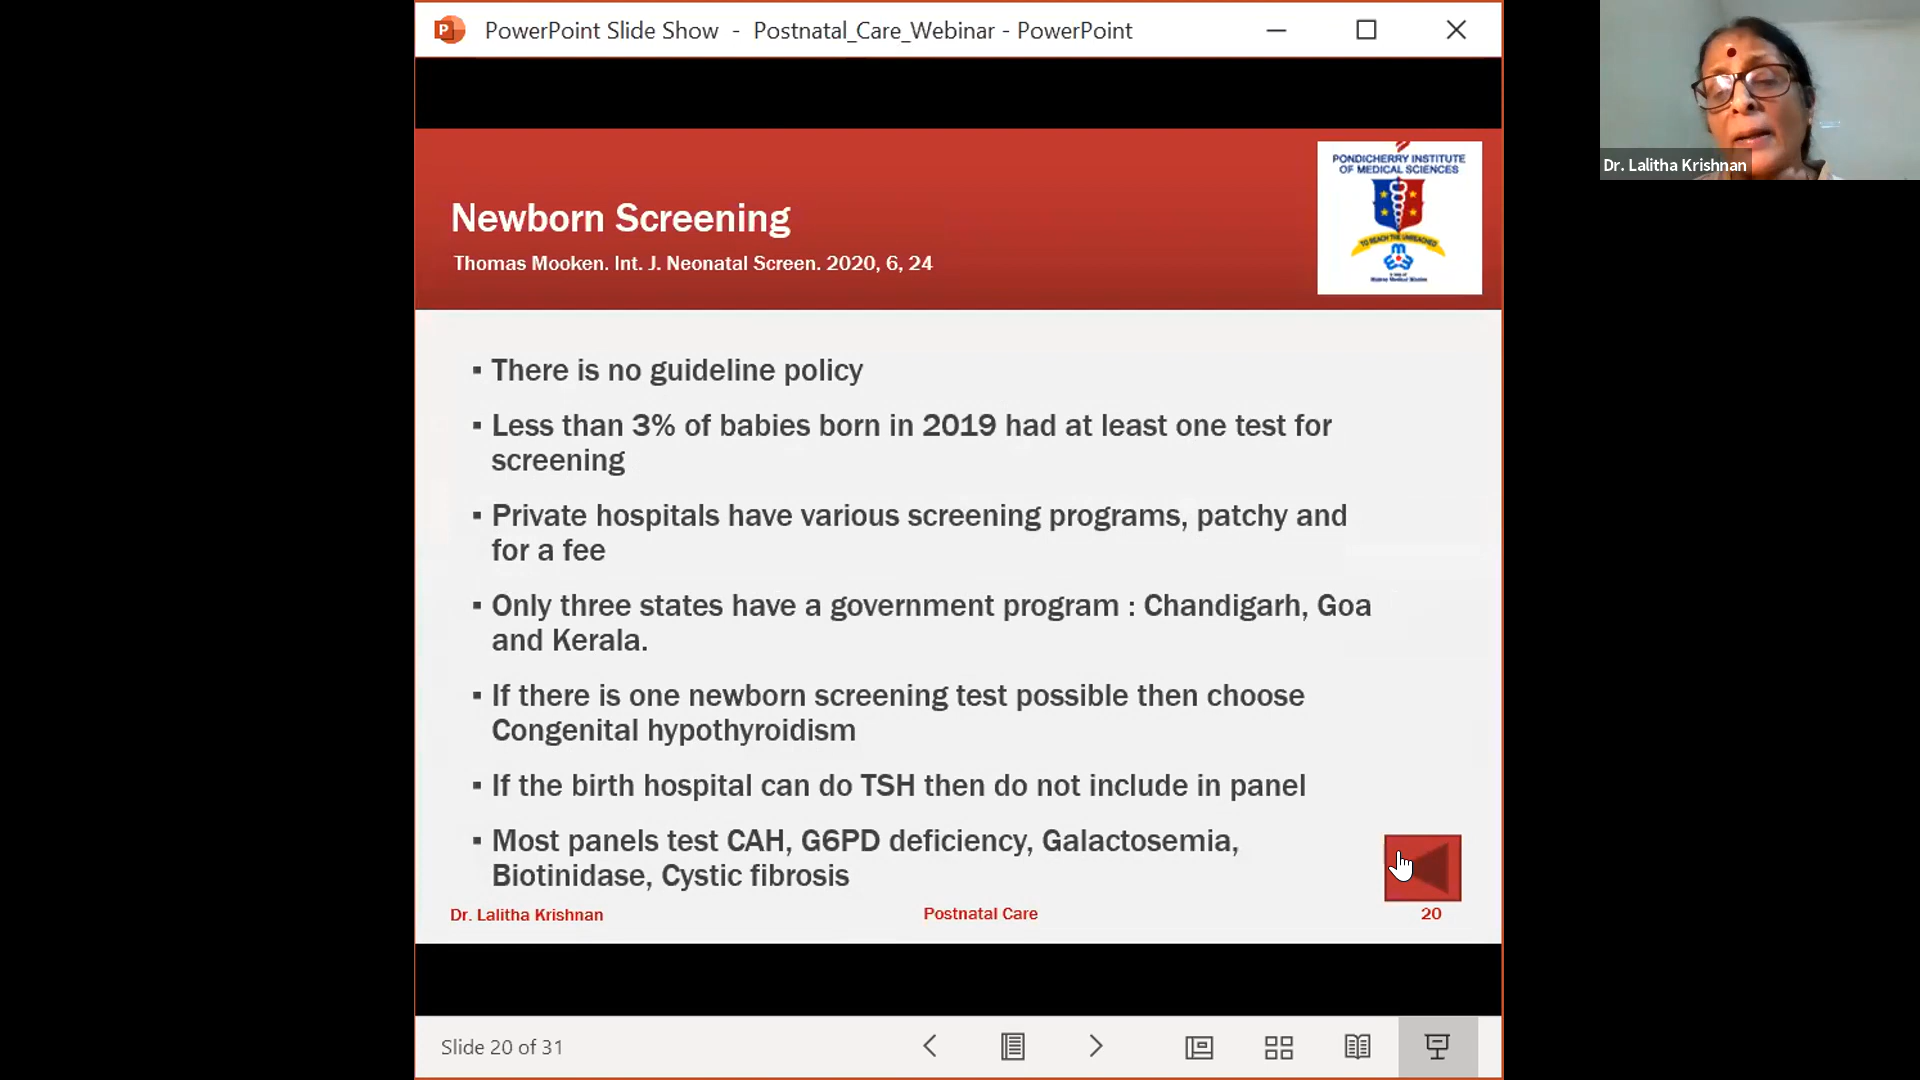 PowerPoint Slide Show - Postnatal_Care_Webinar - PowerPoint
Dr. Lalitha Krishnan
PONDICHERRY INSTITUTE
OF MEDICAL SCIENCES
TO REACH THE UNREACHED
Newborn Screening
Thomas Mooken. Int. J. Neonatal Screen. 2020, 6, 24
▪ There is no guideline policy
▪ Less than 3% of babies born in 2019 had at least one test for
screening
▪ Private hospitals have various screening programs, patchy and
for a fee
▪ Only three states have a government program : Chandigarh, Goa
and Kerala.
▪ If there is one newborn screening test possible then choose
Congenital hypothyroidism
▪ If the birth hospital can do TSH then do not include in panel
▪ Most panels test CAH, G6PD deficiency, Galactosemia,
Biotinidase, Cystic fibrosis
Dr. Lalitha Krishnan
Postnatal Care
20
Slide 20 of 31